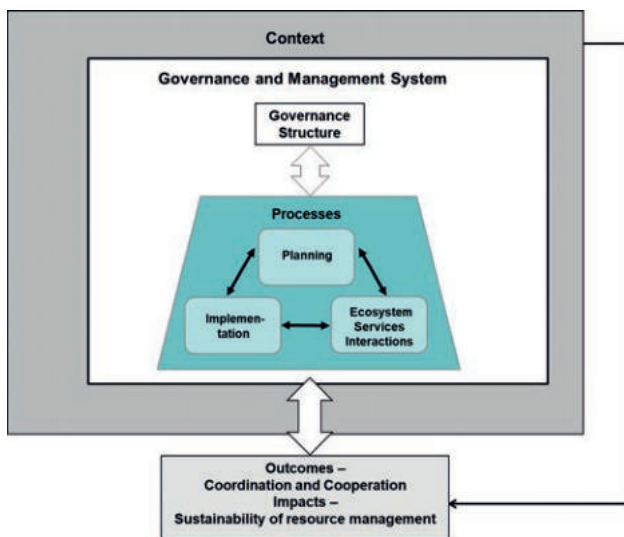 Context
Governance and Management System
Governance
Structure
Processes
Planning
Implemen-
tation
Ecosystem
Services
Interactions
Outcomes –
Coordination and Cooperation
Impacts –
Sustainability of resource management